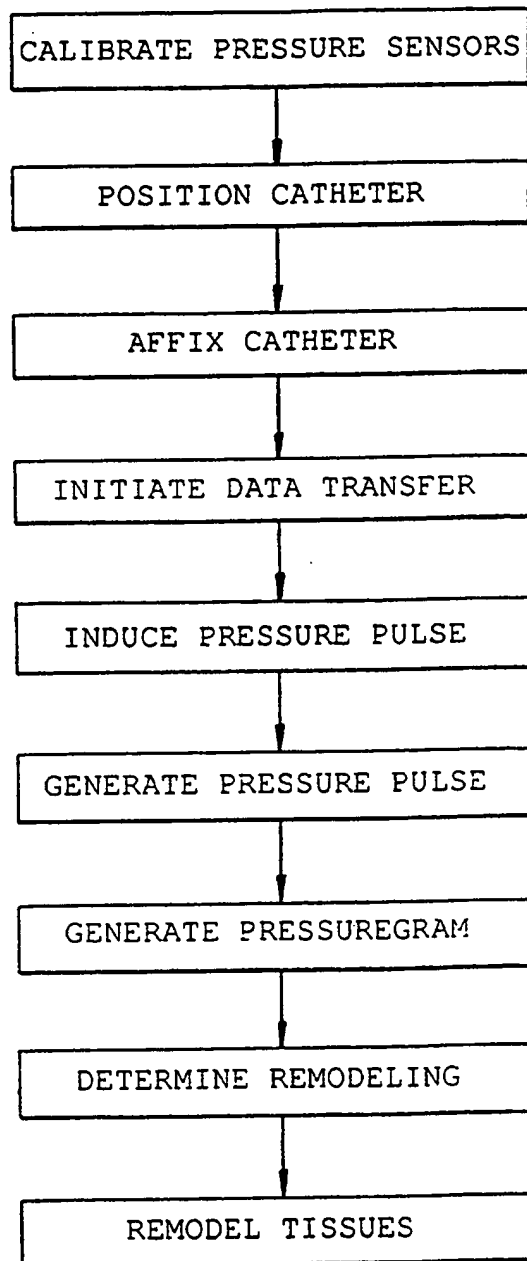 CALIBRATE PRESSURE SENSORS
POSITION CATHETER
AFFIX CATHETER
INITIATE DATA TRANSFER
INDUCE PRESSURE PULSE
GENERATE PRESSURE PULSE
GENERATE PRESSUREGRAM
DETERMINE REMODELING
REMODEL TISSUES